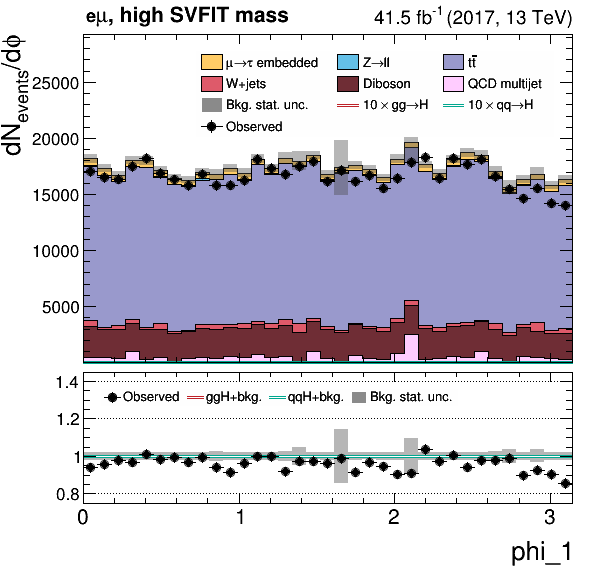 eμ, high SVFIT mass 41.5 fb⁻¹ (2017, 13 TeV)
dN_events/dϕ
25000
20000
15000
10000
5000
μ→τ embedded Z→ll tt̄
W+jets Diboson QCD multijet
Bkg. stat. unc. 10 × gg→H 10 × qq→H
Observed
1.4
1.2
1
0.8
Observed ggH+bkg. qqH+bkg. Bkg. stat. unc.
0 1 2 3
phi_1